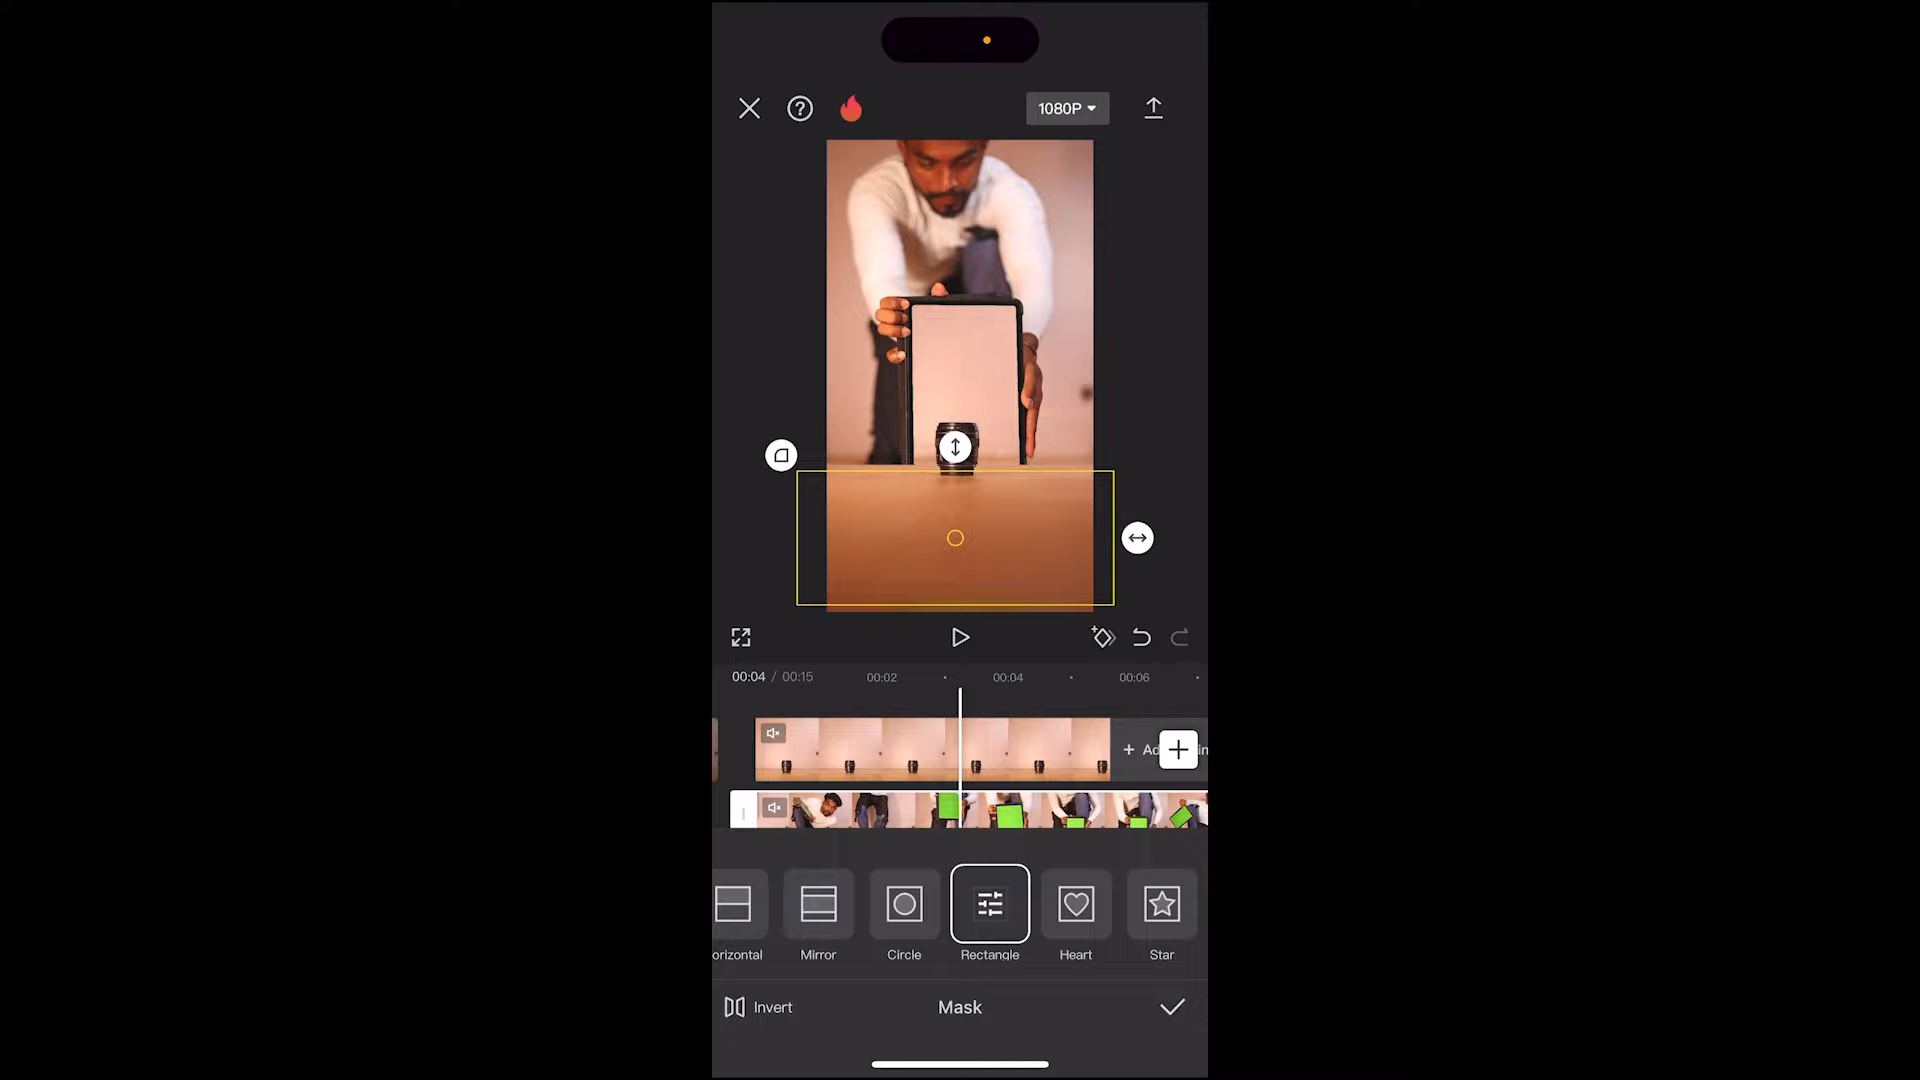 1080P
00:04 / 00:15
00:02
00:04
00:06
+ Ad
orizontal
Mirror
Circle
Rectangle
Heart
Star
Invert
Mask